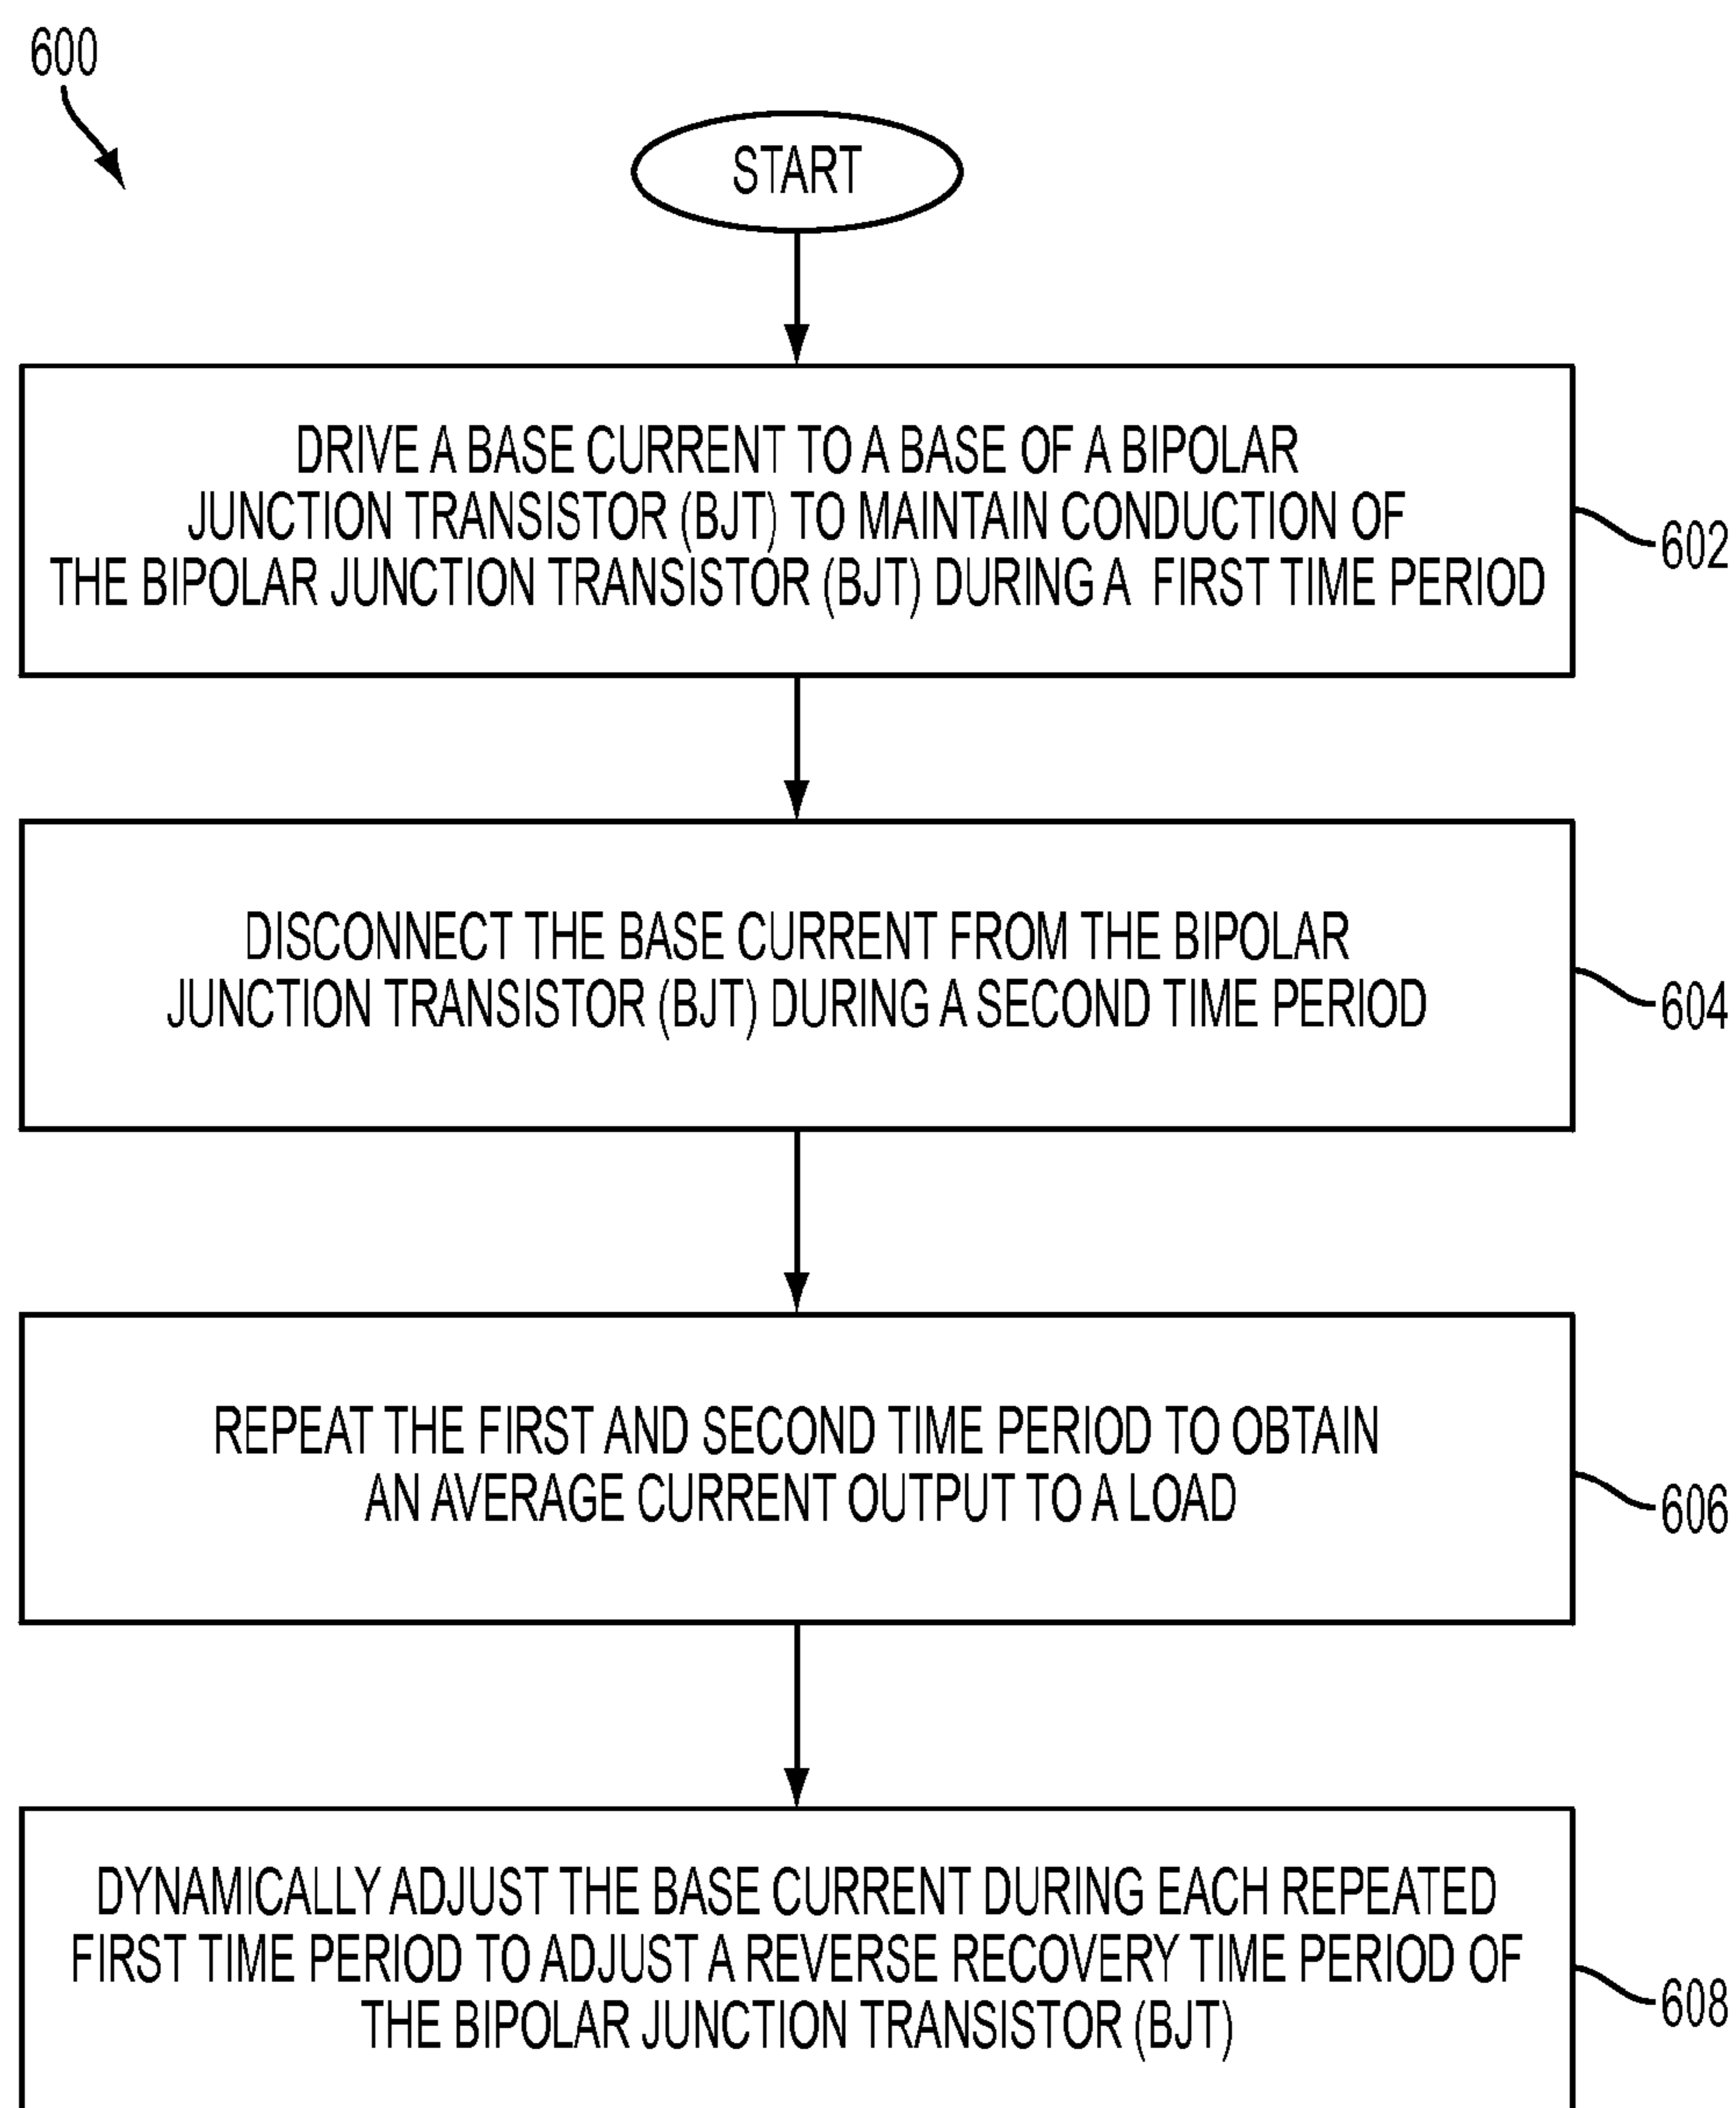 600
START
DRIVE A BASE CURRENT TO A BASE OF A BIPOLAR
JUNCTION TRANSISTOR (BJT) TO MAINTAIN CONDUCTION OF
THE BIPOLAR JUNCTION TRANSISTOR (BJT) DURING A FIRST TIME PERIOD
602
DISCONNECT THE BASE CURRENT FROM THE BIPOLAR
JUNCTION TRANSISTOR (BJT) DURING A SECOND TIME PERIOD
604
REPEAT THE FIRST AND SECOND TIME PERIOD TO OBTAIN
AN AVERAGE CURRENT OUTPUT TO A LOAD
606
DYNAMICALLY ADJUST THE BASE CURRENT DURING EACH REPEATED
FIRST TIME PERIOD TO ADJUST A REVERSE RECOVERY TIME PERIOD OF
THE BIPOLAR JUNCTION TRANSISTOR (BJT)
608